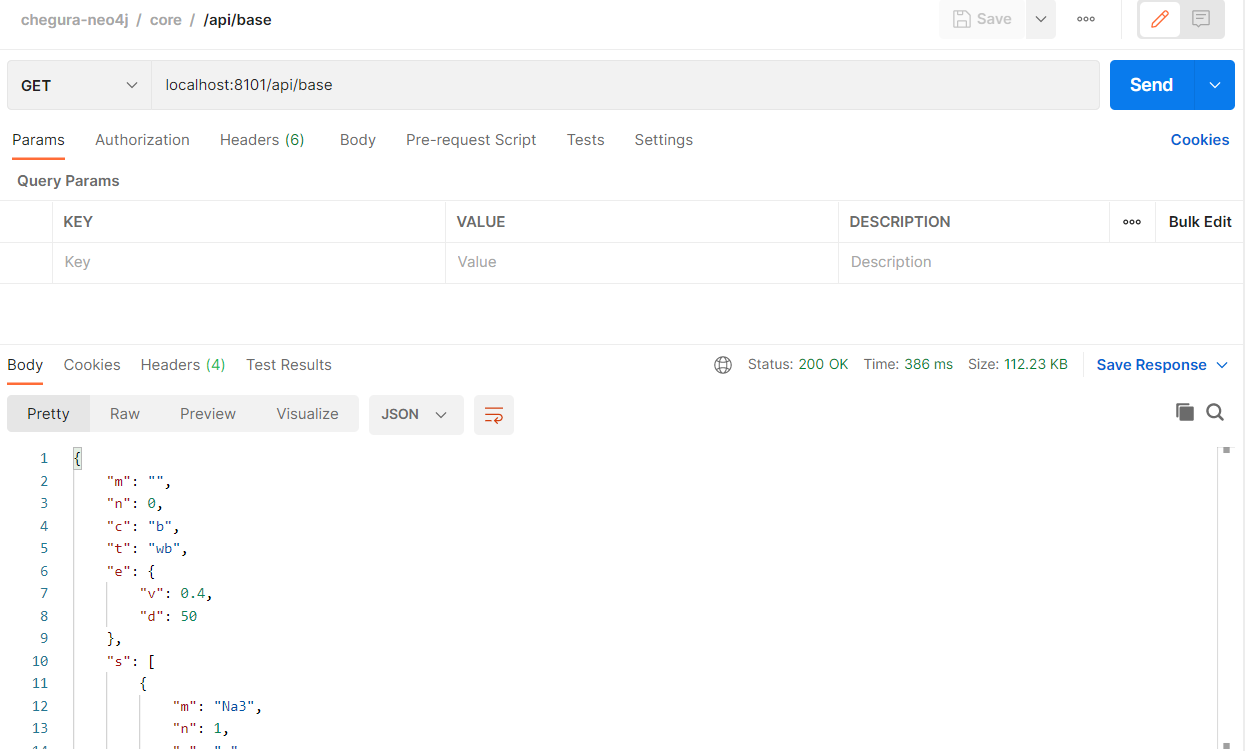 chegura-neo4j / core / /api/base
Save
GET
localhost:8101/api/base
Send
Params Authorization Headers (6) Body Pre-request Script Tests Settings Cookies
Query Params
KEY VALUE DESCRIPTION Bulk Edit
Key Value Description
Body Cookies Headers (4) Test Results Status: 200 OK Time: 386 ms Size: 112.23 KB Save Response
Pretty Raw Preview Visualize JSON
1 {
2 "m": "",
3 "n": 0,
4 "c": "b",
5 "t": "wb",
6 "e": {
7 "v": 0.4,
8 "d": 50
9 },
10 "s": [
11 {
12 "m": "Na3",
13 "n": 1,